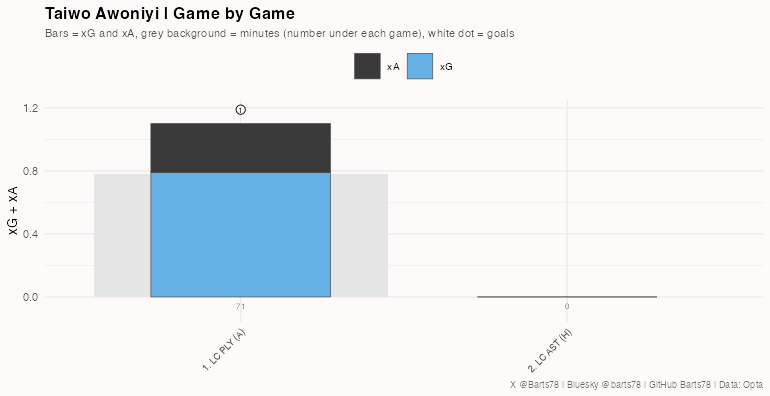 Taiwo Awoniyi | Game by Game
Bars = xG and xA, grey background = minutes (number under each game), white dot = goals
xA xG
1.2
0.8
0.4
0.0
xG + xA
1
71
0
1. LC PLY (A)
2. LC AST (H)
X @Barts78 | Bluesky @barts78 | GitHub Barts78 | Data: Opta